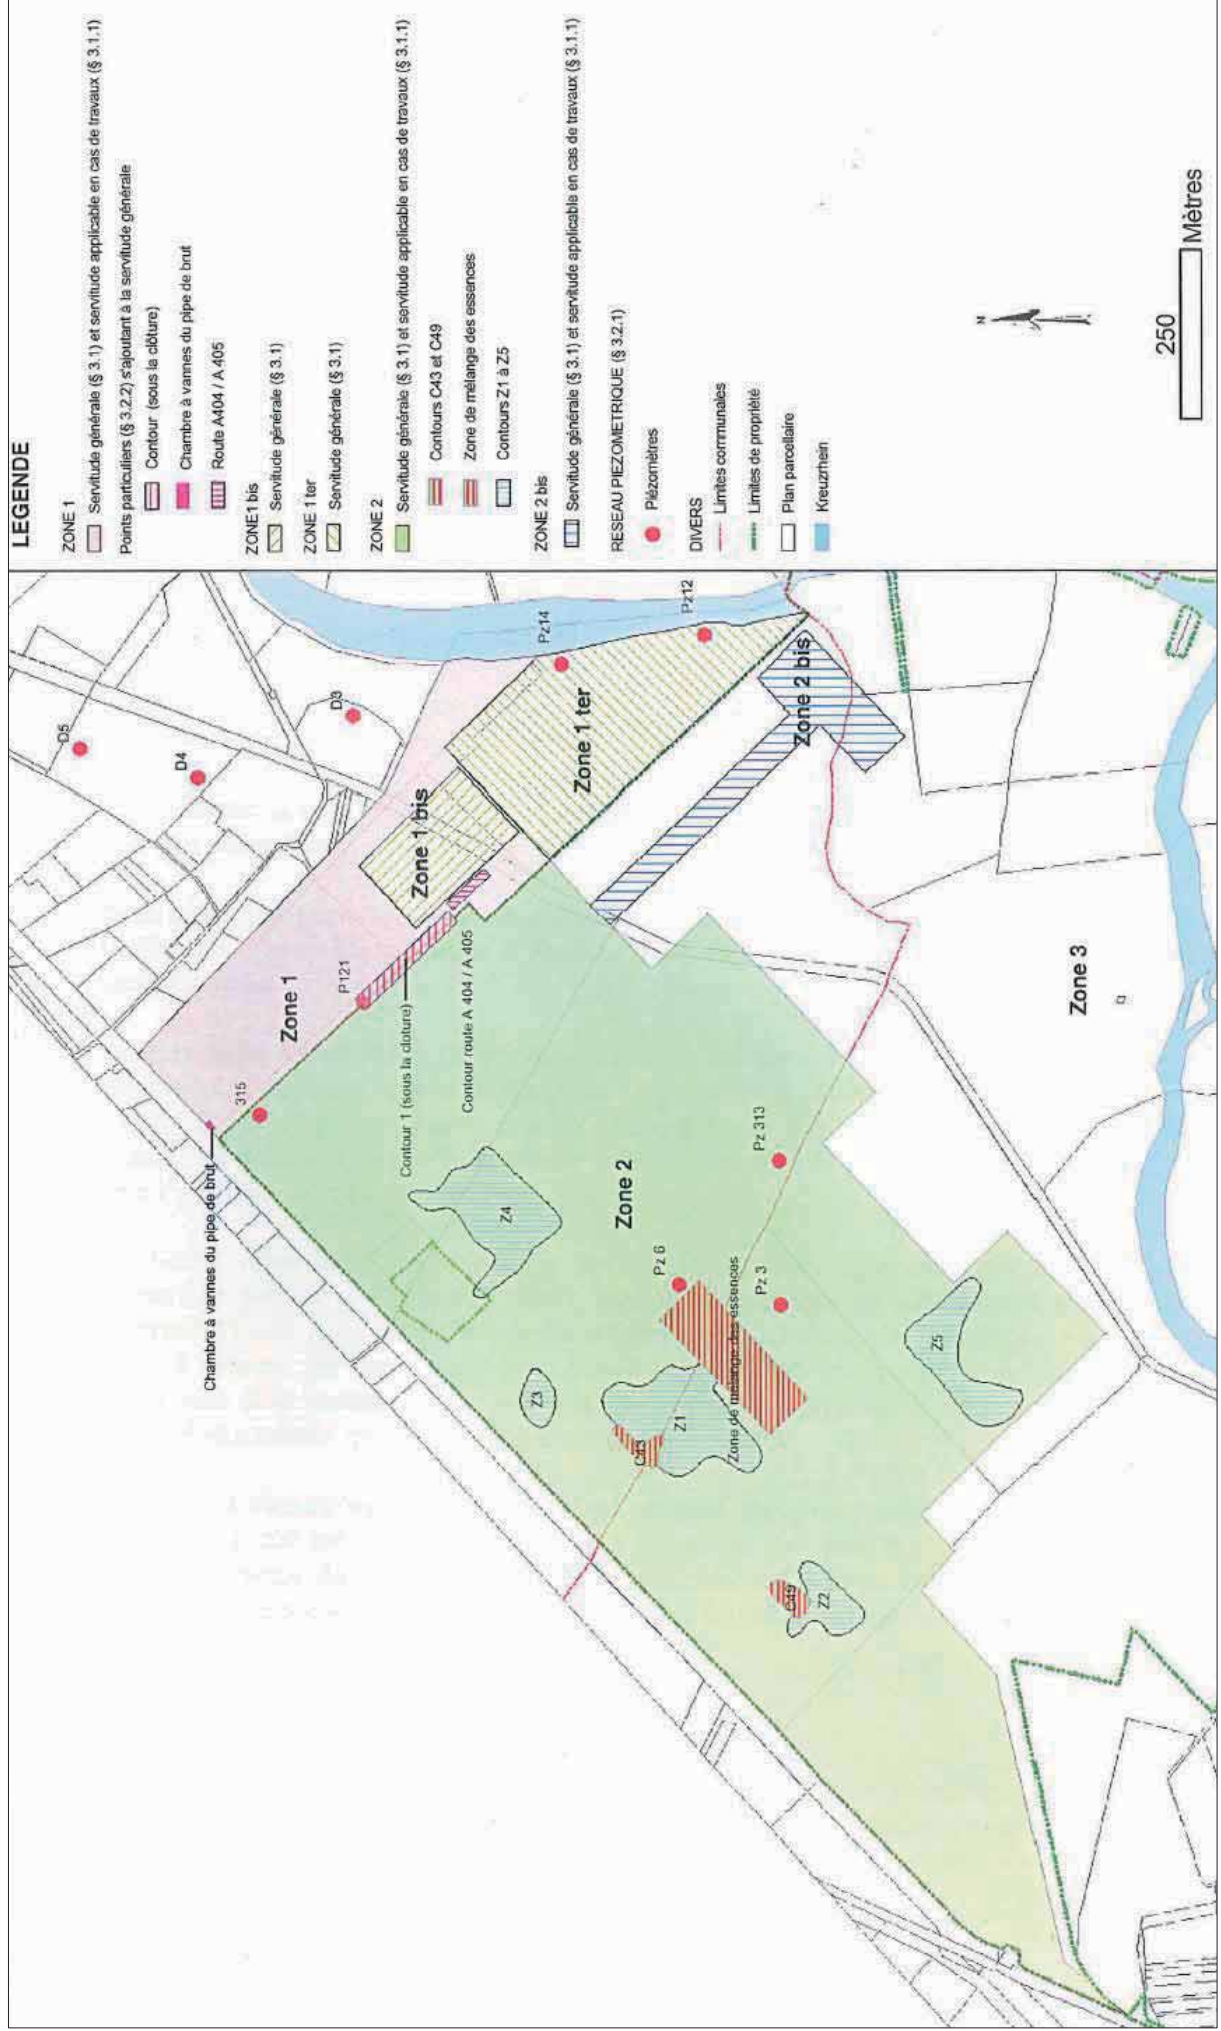 LEGENDE
ZONE 1
Servitude générale (§ 3.1) et servitude applicable en cas de travaux (§ 3.1.1)
Points particuliers (§ 3.2.2) s'ajoutant à la servitude générale
Contour (sous la clôture)
Chambre à vannes du pipe de brut
Route A404 / A 405
ZONE1 bis
Servitude générale (§ 3.1)
ZONE 1 ter
Servitude générale (§ 3.1)
ZONE 2
Servitude générale (§ 3.1) et servitude applicable en cas de travaux (§ 3.1.1)
Contours C43 et C49
Zone de mélange des essences
Contours Z1 à Z5
ZONE 2 bis
Servitude générale (§ 3.1) et servitude applicable en cas de travaux (§ 3.1.1)
RESEAU PIEZOMETRIQUE (§ 3.2.1)
Piézomètres
DIVERS
Limites communales
Limites de propriété
Plan parcellaire
Kreuzrhein
N
250
Mètres
D5
D4
D3
Pz14
Pz12
Zone 1 ter
Zone 1 bis
Zone 2 bis
Zone 1
P121
315
Contour 1 (sous la cloture)
Contour route A 404 / A 405
Chambre à vannes du pipe de brut
Zone 3
Zone 2
Z4
Pz 313
Pz 6
Pz 3
Zone de mélange des essences
Z3
Z1
C43
Z5
C49
Z2